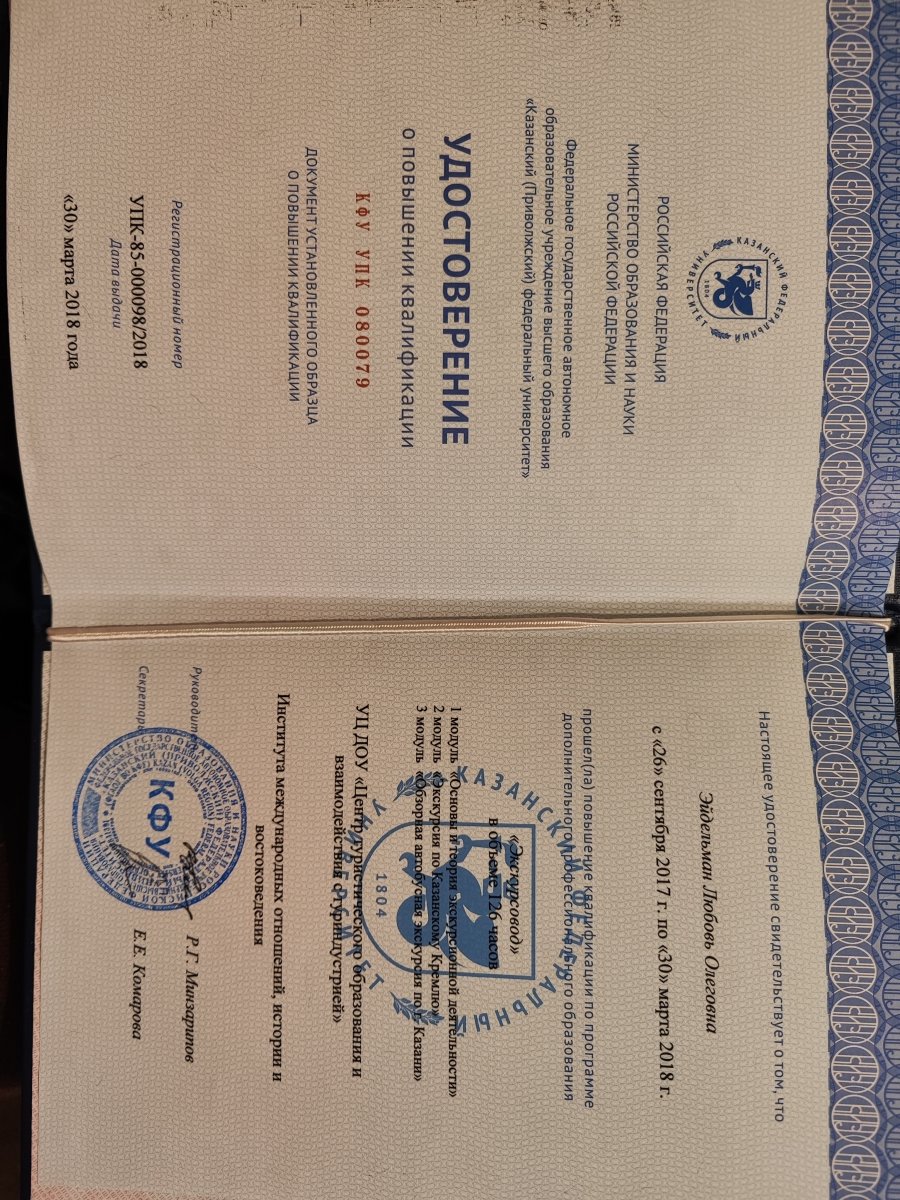 КАЗАНСКИЙ ФЕДЕРАЛЬНЫЙ УНИВЕРСИТЕТ
1804
РОССИЙСКАЯ ФЕДЕРАЦИЯ
МИНИСТЕРСТВО ОБРАЗОВАНИЯ И НАУКИ
РОССИЙСКОЙ ФЕДЕРАЦИИ
Федеральное государственное автономное
образовательное учреждение высшего образования
«Казанский (Приволжский) федеральный университет»
УДОСТОВЕРЕНИЕ
о повышении квалификации
КФУ УПК 080079
ДОКУМЕНТ УСТАНОВЛЕННОГО ОБРАЗЦА
О ПОВЫШЕНИИ КВАЛИФИКАЦИИ
Регистрационный номер
УПК-85-000098/2018
Дата выдачи
«30» марта 2018 года
Настоящее удостоверение свидетельствует о том, что
Эйдельман Любовь Олеговна
с «26» сентября 2017 г. по «30» марта 2018 г.
прошел(ла) повышение квалификации по программе
дополнительного профессионального образования
«Экскурсовод»
в объеме 126 часов
1 модуль «Основы и теория экскурсионной деятельности»
2 модуль «Экскурсия по Казанскому Кремлю»
3 модуль «Обзорная автобусная экскурсия по г. Казани»
УЦ ДОУ «Центр туристического образования и
взаимодействия с туриндустрией»
Института международных отношений, истории и
востоковедения
КАЗАНСКИЙ ФЕДЕРАЛЬНЫЙ УНИВЕРСИТЕТ
1804
Р.Г. Минзарипов
Секретарь
Е.Е. Комарова
КФУ